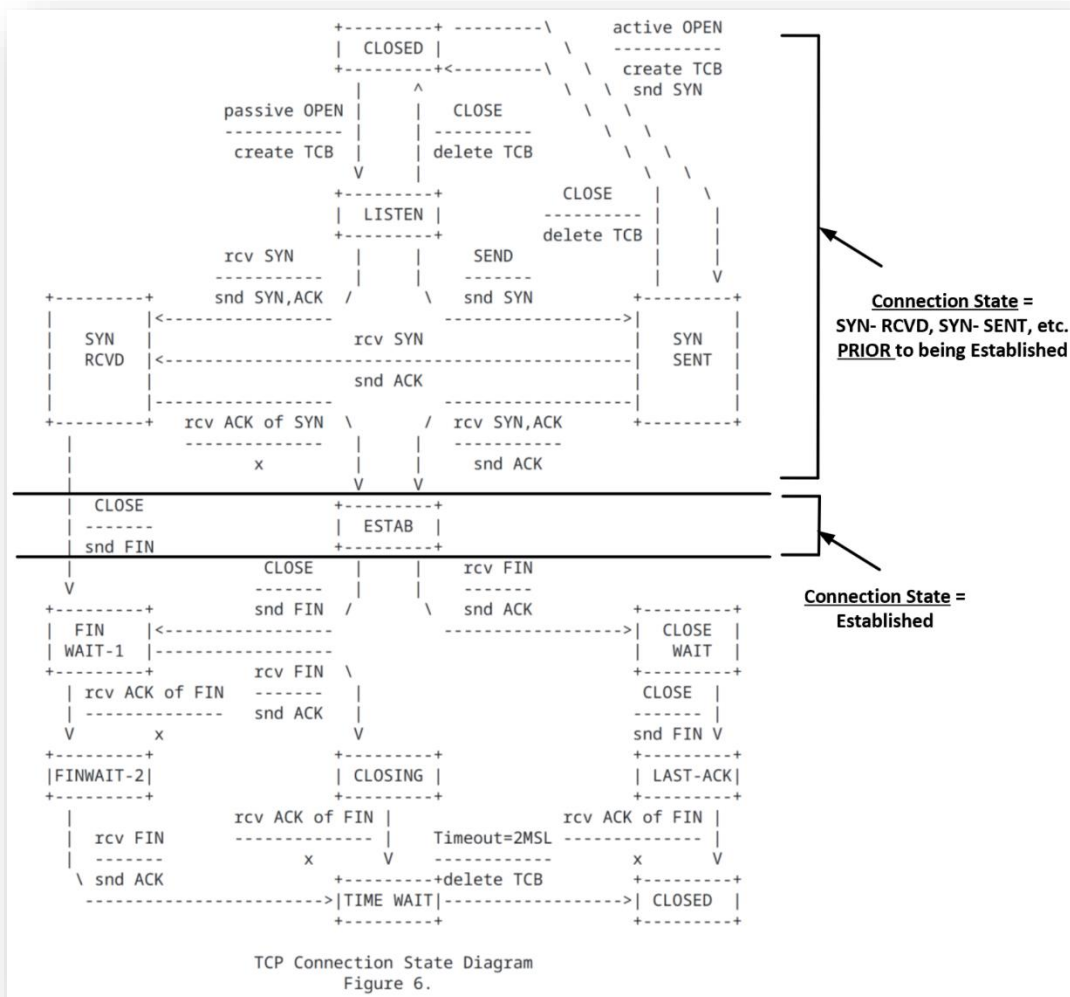 +---------+ ---------\      active OPEN
|  CLOSED |            \    -----------
+---------+<---------\   \   create TCB
|     ^              \   \  snd SYN
passive OPEN |     |   CLOSE        \   \
------------ |     | ----------       \   \
create TCB  |     | delete TCB         \   \
V     |                      \   \
+---------+            CLOSE    |    \
|  LISTEN |          ---------- |     |
+---------+          delete TCB |     |
rcv SYN      |     |     SEND              |     |
-----------   |     |    -------            |     V
+---------+      snd SYN,ACK  /       \   snd SYN          +---------+
|         |<-----------------           ------------------>|         |
|   SYN   |                    rcv SYN                     |   SYN   |
|   RCVD  |<-----------------------------------------------|   SENT  |
|         |                    snd ACK                     |         |
|         |------------------           -------------------|         |
+---------+   rcv ACK of SYN  \       /  rcv SYN,ACK       +---------+
|           --------------   |     |   -----------
|                  x         |     |     snd ACK
|                            V     V
|  CLOSE                   +---------+
| -------                  |  ESTAB  |
| snd FIN                  +---------+
|                   CLOSE    |     |    rcv FIN
V                  -------   |     |    -------
+---------+          snd FIN  /       \   snd ACK          +---------+
|  FIN    |<-----------------           ------------------>|  CLOSE  |
| WAIT-1  |------------------                              |   WAIT  |
+---------+          rcv FIN  \                            +---------+
| rcv ACK of FIN  -------   |                            CLOSE  |
| --------------  snd ACK   |                           ------- |
V        x                  V                           snd FIN V
+---------+                  +---------+                   +---------+
|FINWAIT-2|                  | CLOSING |                   | LAST-ACK|
+---------+                  +---------+                   +---------+
|                rcv ACK of FIN |                 rcv ACK of FIN |
|  rcv FIN       -------------- |    Timeout=2MSL -------------- |
|  -------              x       V    ------------        x       V
\ snd ACK                 +---------+delete TCB         +---------+
------------------------>|TIME WAIT|------------------>| CLOSED  |
+---------+                   +---------+
TCP Connection State Diagram
Figure 6.
Connection State =
SYN- RCVD, SYN- SENT, etc.
PRIOR to being Established
Connection State =
Established